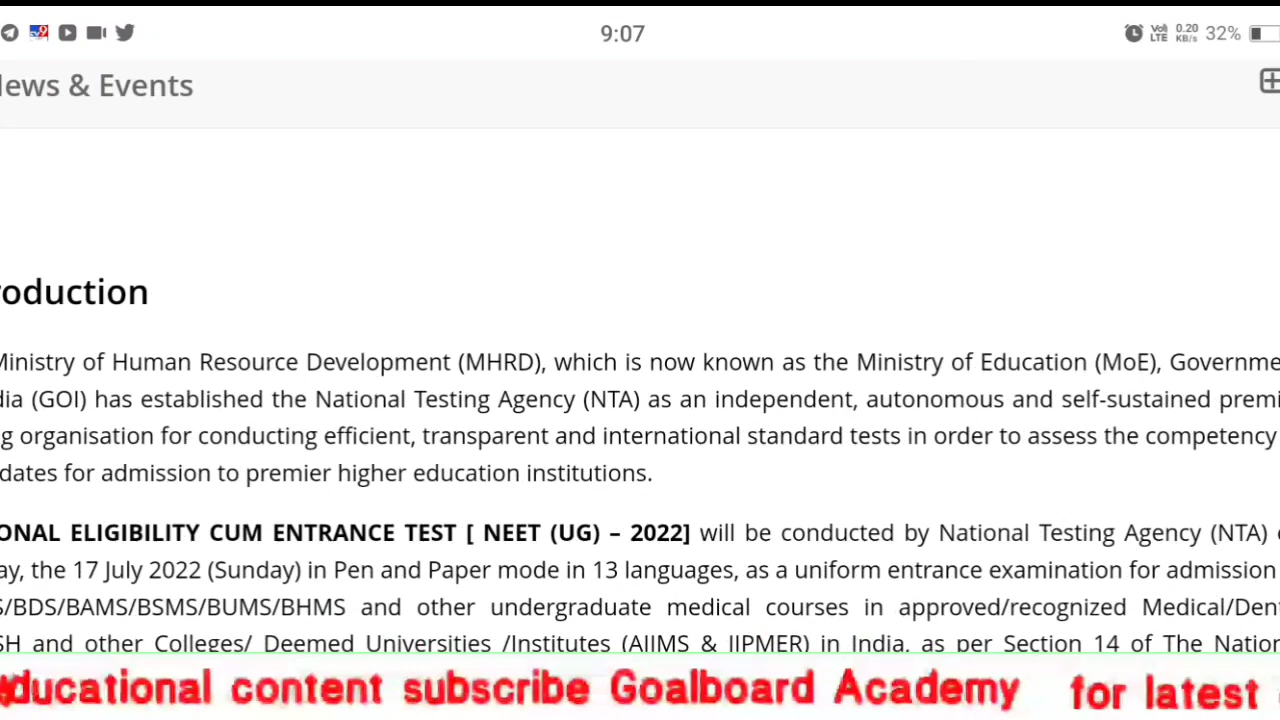 9:07
VoD LTE 0.20 KB/s 32%
News & Events
roduction
Ministry of Human Resource Development (MHRD), which is now known as the Ministry of Education (MoE), Governme
dia (GOI) has established the National Testing Agency (NTA) as an independent, autonomous and self-sustained premi
g organisation for conducting efficient, transparent and international standard tests in order to assess the competency
dates for admission to premier higher education institutions.
ONAL ELIGIBILITY CUM ENTRANCE TEST [ NEET (UG) – 2022] will be conducted by National Testing Agency (NTA)
ay, the 17 July 2022 (Sunday) in Pen and Paper mode in 13 languages, as a uniform entrance examination for admission
S/BDS/BAMS/BSMS/BUMS/BHMS and other undergraduate medical courses in approved/recognized Medical/Dent
SH and other Colleges/ Deemed Universities /Institutes (AIIMS & JIPMER) in India, as per Section 14 of The Nation
ducational content subscribe Goalboard Academy for latest